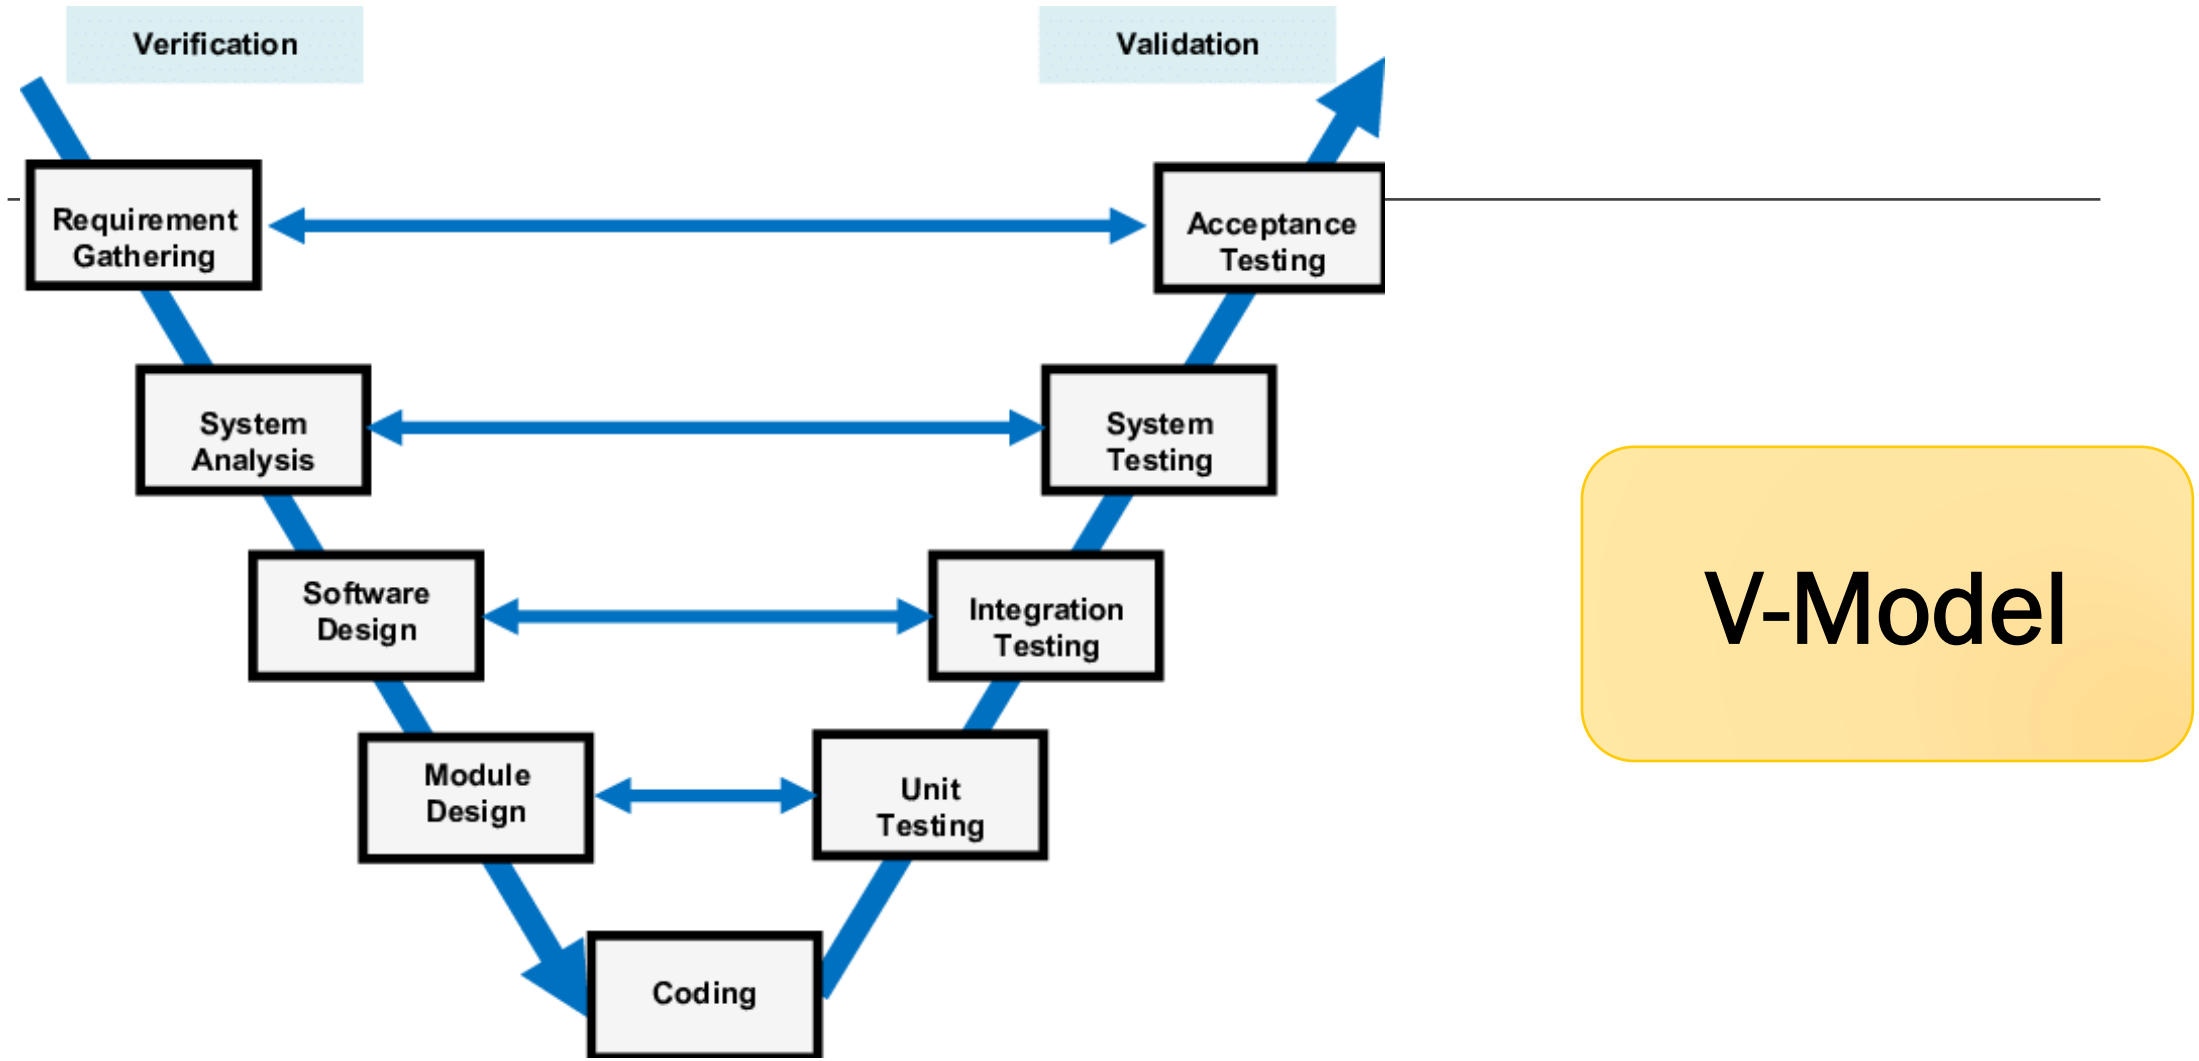 Verification
Validation
Requirement
Gathering
Acceptance
Testing
System
Analysis
System
Testing
Software
Design
Integration
Testing
Module
Design
Unit
Testing
Coding
V-Model